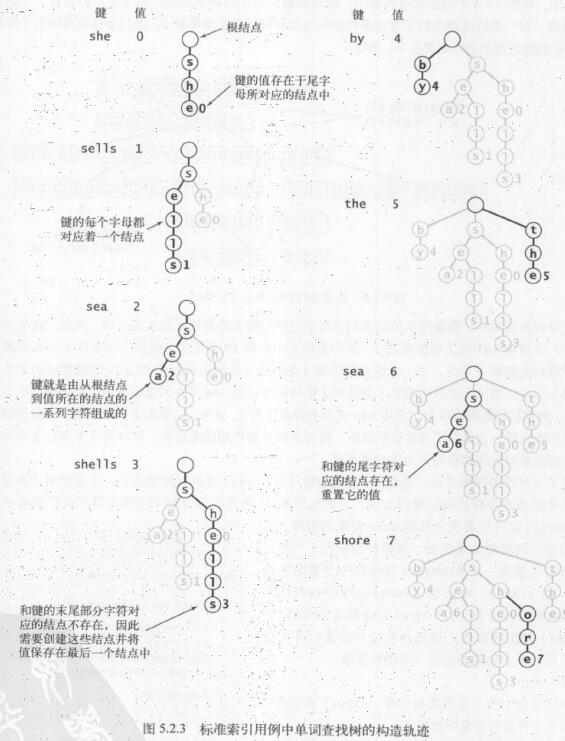 键 值
she 0
根结点
s
h
e 0
键的值存在于尾字
母所对应的结点中
sells 1
s
e h
l e 0
l
s 1
键的每个字母都
对应着一个结点
sea 2
s
e h
a 2 l e 0
l
s 1
键就是由从根结点
到值所在的结点的
一系列字符组成的
shells 3
s
e h
a 2 l e 0
l l
s 1 l
s 3
和键的末尾部分字符对
应的结点不存在，因此
需要创建这些结点并将
值保存在最后一个结点中
键 值
by 4
b s
y 4 e h
a 2 l e 0
l l
s 1 l
s 3
the 5
b s t
y 4 e h h
a 2 l e 0 e 5
l l
s 1 l
s 3
sea 6
b s t
y 4 e h h
a 6 l e 0 e 5
l l
s 1 l
s 3
和键的尾字符对
应的结点存在，
重置它的值
shore 7
b s t
y 4 e h h
a 6 l e 0 o e 5
l l r
s 1 l e 7
s 3
图 5.2.3 标准索引用例中单词查找树的构造轨迹